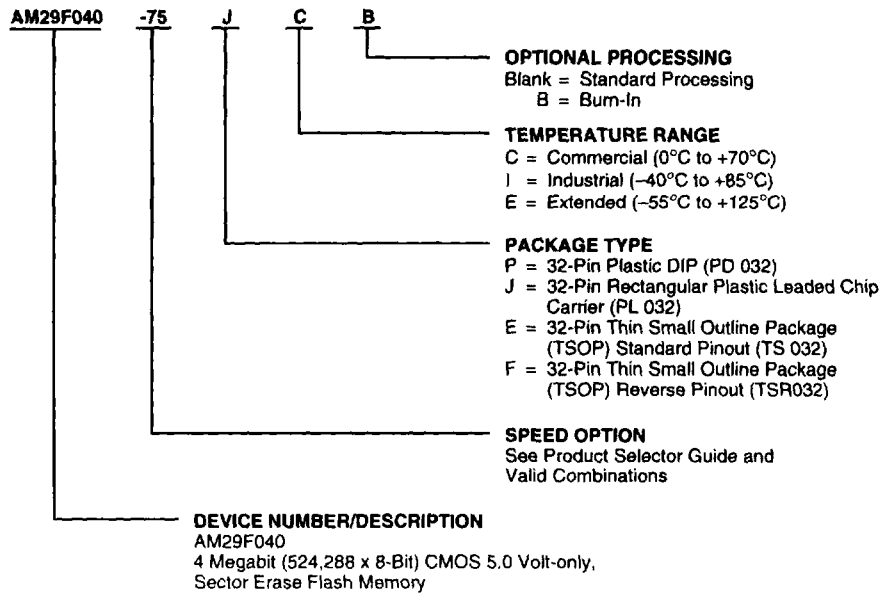 AM29F040 -75 J C B
OPTIONAL PROCESSING
Blank = Standard Processing
B = Burn-In
TEMPERATURE RANGE
C = Commercial (0°C to +70°C)
I = Industrial (–40°C to +85°C)
E = Extended (–55°C to +125°C)
PACKAGE TYPE
P = 32-Pin Plastic DIP (PD 032)
J = 32-Pin Rectangular Plastic Leaded Chip
Carrier (PL 032)
E = 32-Pin Thin Small Outline Package
(TSOP) Standard Pinout (TS 032)
F = 32-Pin Thin Small Outline Package
(TSOP) Reverse Pinout (TSR032)
SPEED OPTION
See Product Selector Guide and
Valid Combinations
DEVICE NUMBER/DESCRIPTION
AM29F040
4 Megabit (524,288 x 8-Bit) CMOS 5.0 Volt-only,
Sector Erase Flash Memory